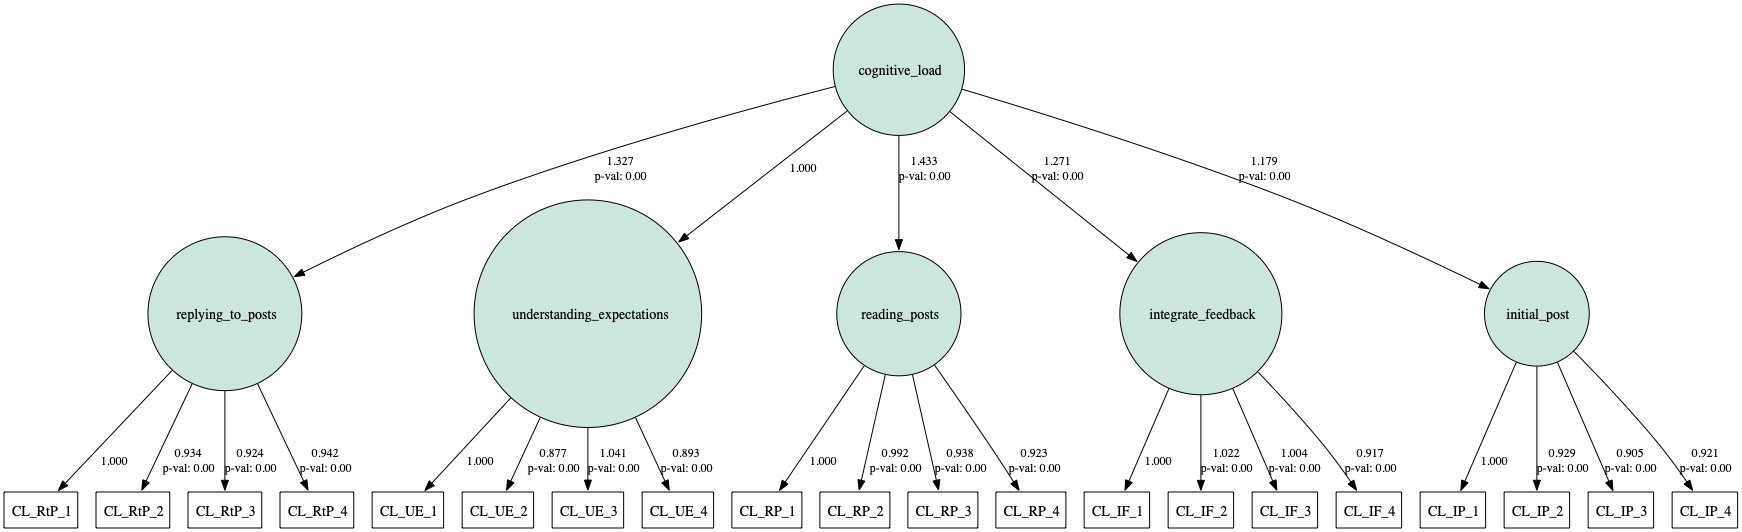 cognitive_load
1.327
p-val: 0.00
1.000
1.433
p-val: 0.00
1.271
p-val: 0.00
1.179
p-val: 0.00
replying_to_posts
understanding_expectations
reading_posts
integrate_feedback
initial_post
1.000
0.934
p-val: 0.00
0.924
p-val: 0.00
0.942
p-val: 0.00
1.000
0.877
p-val: 0.00
1.041
p-val: 0.00
0.893
p-val: 0.00
1.000
0.992
p-val: 0.00
0.938
p-val: 0.00
0.923
p-val: 0.00
1.000
1.022
p-val: 0.00
1.004
p-val: 0.00
0.917
p-val: 0.00
1.000
0.929
p-val: 0.00
0.905
p-val: 0.00
0.921
p-val: 0.00
CL_RtP_1
CL_RtP_2
CL_RtP_3
CL_RtP_4
CL_UE_1
CL_UE_2
CL_UE_3
CL_UE_4
CL_RP_1
CL_RP_2
CL_RP_3
CL_RP_4
CL_IF_1
CL_IF_2
CL_IF_3
CL_IF_4
CL_IP_1
CL_IP_2
CL_IP_3
CL_IP_4